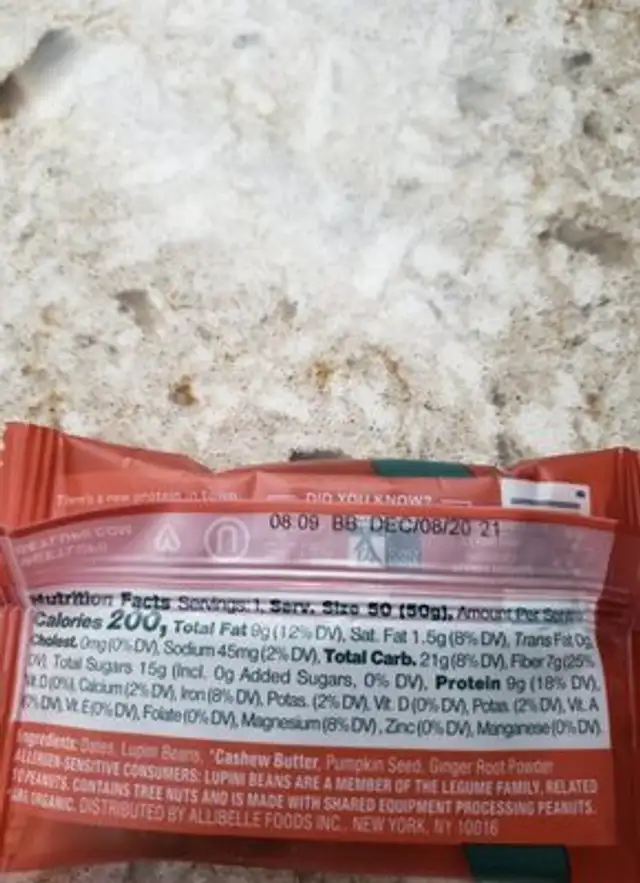 There's a new protein in town.
DID YOU KNOW?
08 09 BB DEC/08/20 21
Nutrition Facts Servings: 1, Serv. Size 50 (50g), Amount Per
Calories 200, Total Fat 9g (12% DV), Sat. Fat 1.5g (8% DV), Trans Fat 0g,
Cholest. 0mg (0% DV), Sodium 45mg (2% DV), Total Carb. 21g (8% DV), Fiber 7g (25%
DV), Total Sugars 15g (Incl. 0g Added Sugars, 0% DV), Protein 9g (18% DV),
D (0%), Calcium (2% DV), Iron (8% DV), Potas. (2% DV), Vit. D (0% DV), Potas. (2% DV), Vit. A
(0% DV), Vit. E (0% DV), Folate (0% DV), Magnesium (8% DV), Zinc (0% DV), Manganese (0% DV).
Ingredients: Dates, Lupini Beans, *Cashew Butter, Pumpkin Seed, Ginger Root Powder
ALLERGEN-SENSITIVE CONSUMERS: LUPINI BEANS ARE A MEMBER OF THE LEGUME FAMILY, RELATED
TO PEANUTS. CONTAINS TREE NUTS AND IS MADE WITH SHARED EQUIPMENT PROCESSING PEANUTS.
ARE ORGANIC. DISTRIBUTED BY ALLIBELLE FOODS INC., NEW YORK, NY 10016